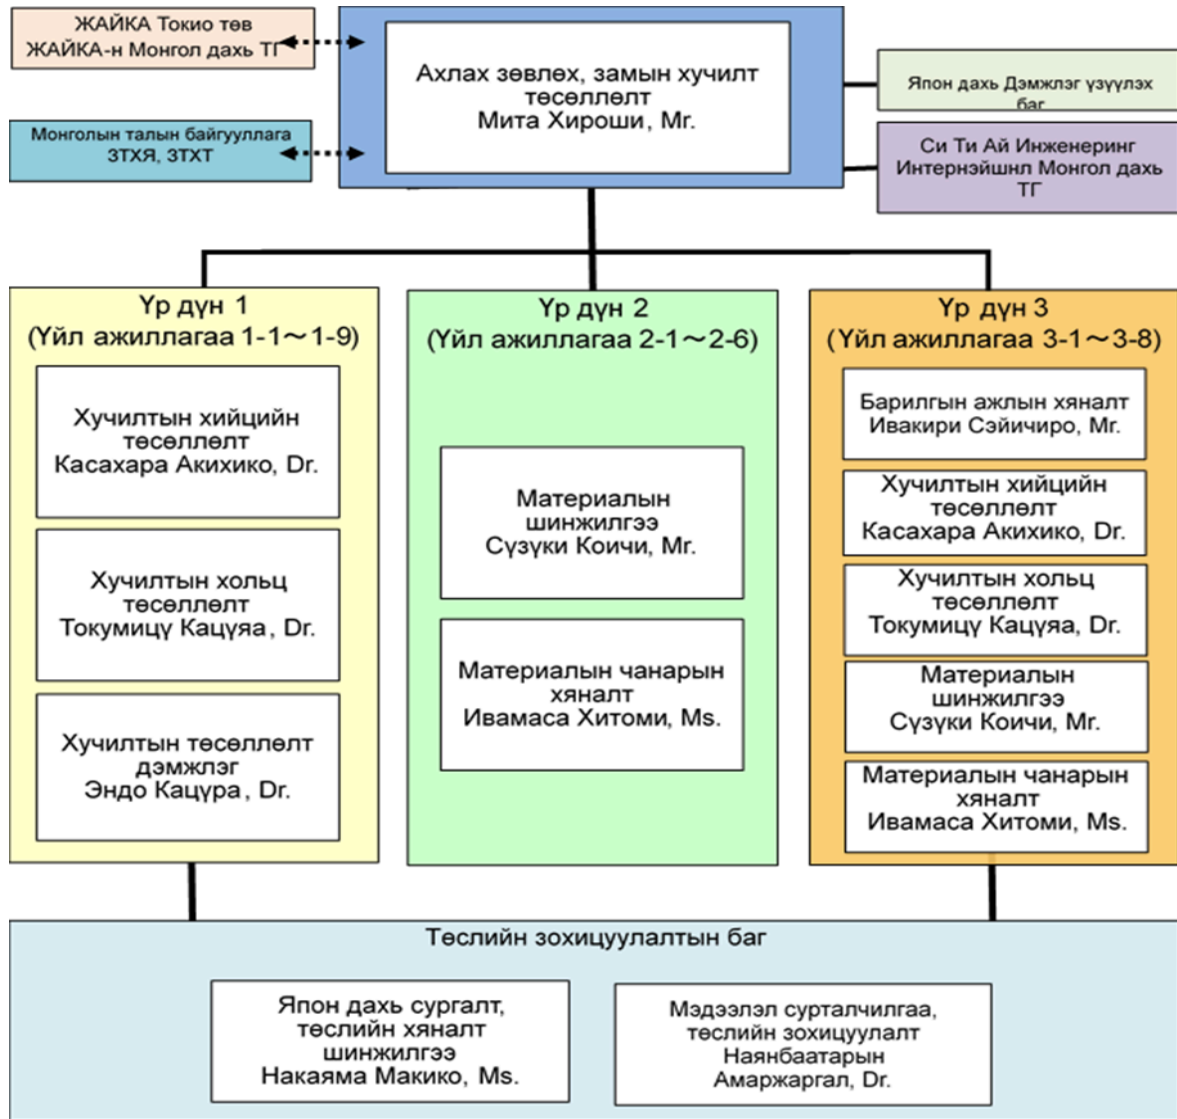 ЖАЙКА Токио төв
ЖАЙКА-н Монгол дахь ТГ
Монголын талын байгууллага
ЗТХЯ, ЗТХТ
Ахлах зөвлөх, замын хучилт
төсөллөлт
Мита Хироши, Mr.
Япон дахь Дэмжлэг үзүүлэх
баг
Си Ти Ай Инженеринг
Интернэйшнл Монгол дахь
ТГ
Үр дүн 1
(Үйл ажиллагаа 1-1～1-9)
Хучилтын хийцийн
төсөллөлт
Касахара Акихико, Dr.
Хучилтын хольц
төсөллөлт
Токумицү Кацүяа, Dr.
Хучилтын төсөллөлт
дэмжлэг
Эндо Кацүра, Dr.
Үр дүн 2
(Үйл ажиллагаа 2-1～2-6)
Материалын
шинжилгээ
Сүзүки Коичи, Mr.
Материалын чанарын
хяналт
Ивамаса Хитоми, Ms.
Үр дүн 3
(Үйл ажиллагаа 3-1～3-8)
Барилгын ажлын хяналт
Ивакири Сэйичиро, Mr.
Хучилтын хийцийн
төсөллөлт
Касахара Акихико, Dr.
Хучилтын хольц
төсөллөлт
Токумицү Кацүяа, Dr.
Материалын
шинжилгээ
Сүзүки Коичи, Mr.
Материалын чанарын
хяналт
Ивамаса Хитоми, Ms.
Төслийн зохицуулалтын баг
Япон дахь сургалт,
төслийн хяналт
шинжилгээ
Накаяма Макико, Ms.
Мэдээлэл сурталчилгаа,
төслийн зохицуулалт
Наянбаатарын
Амаржаргал, Dr.